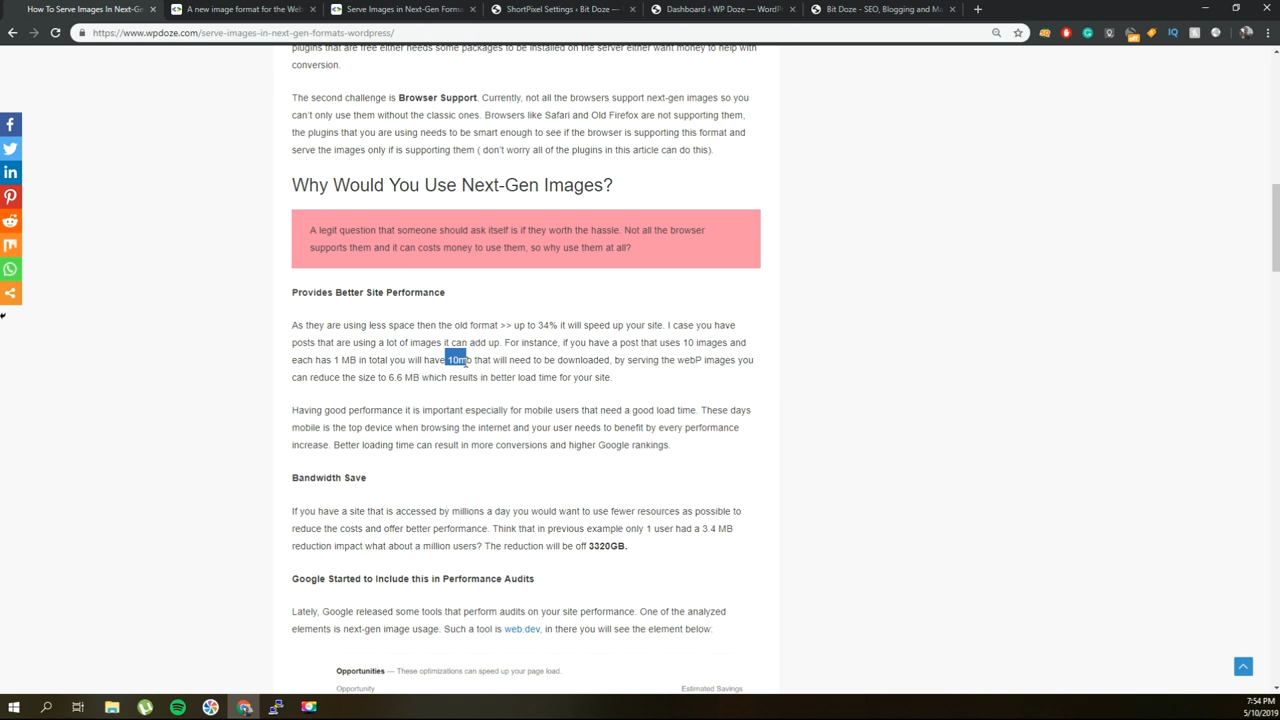 How To Serve Images In Next-Gen
A new image format for the Web
Serve Images in Next-Gen Forma
ShortPixel Settings ‹ Bit Doze —
Dashboard ‹ WP Doze — WordP
Bit Doze - SEO, Blogging and Ma
https://www.wpdoze.com/serve-images-in-next-gen-formats-wordpress/
plugins that are free either needs some packages to be installed on the server either want money to help with
conversion.
The second challenge is Browser Support. Currently, not all the browsers support next-gen images so you
can't only use them without the classic ones. Browsers like Safari and Old Firefox are not supporting them,
the plugins that you are using needs to be smart enough to see if the browser is supporting this format and
serve the images only if is supporting them ( don't worry all of the plugins in this article can do this).
Why Would You Use Next-Gen Images?
A legit question that someone should ask itself is if they worth the hassle. Not all the browser
supports them and it can costs money to use them, so why use them at all?
Provides Better Site Performance
As they are using less space then the old format >> up to 34% it will speed up your site. I case you have
posts that are using a lot of images it can add up. For instance, if you have a post that uses 10 images and
each has 1 MB in total you will have 10mb that will need to be downloaded, by serving the webP images you
can reduce the size to 6.6 MB which results in better load time for your site.
Having good performance it is important especially for mobile users that need a good load time. These days
mobile is the top device when browsing the internet and your user needs to benefit by every performance
increase. Better loading time can result in more conversions and higher Google rankings.
Bandwidth Save
If you have a site that is accessed by millions a day you would want to use fewer resources as possible to
reduce the costs and offer better performance. Think that in previous example only 1 user had a 3.4 MB
reduction impact what about a million users? The reduction will be off 3320GB.
Google Started to Include this in Performance Audits
Lately, Google released some tools that perform audits on your site performance. One of the analyzed
elements is next-gen image usage. Such a tool is web.dev, in there you will see the element below:
Opportunities — These optimizations can speed up your page load.
Opportunity Estimated Savings
7:54 PM
5/10/2019